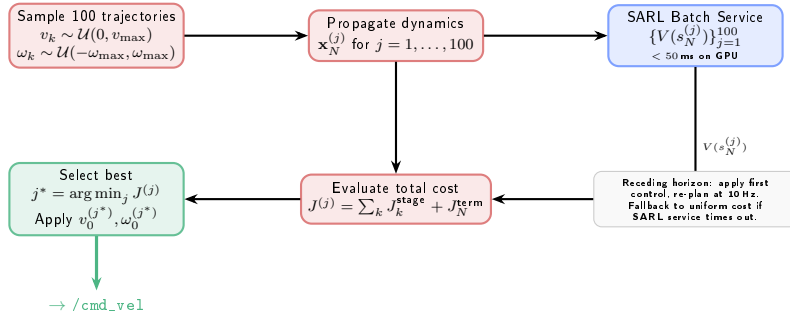 Sample 100 trajectories
v_k ∼ U(0, v_max)
ω_k ∼ U(−ω_max, ω_max)
Propagate dynamics
x_N^(j) for j = 1, . . . , 100
SARL Batch Service
{V(s_N^(j))}_{j=1}^{100}
< 50 ms on GPU
V(s_N^(j))
Select best
j* = arg min_j J^(j)
Apply v_0^(j*), ω_0^(j*)
Evaluate total cost
J^(j) = ∑_k J_k^stage + J_N^term
Receding horizon: apply first
control, re-plan at 10 Hz.
Fallback to uniform cost if
SARL service times out.
→ /cmd_vel